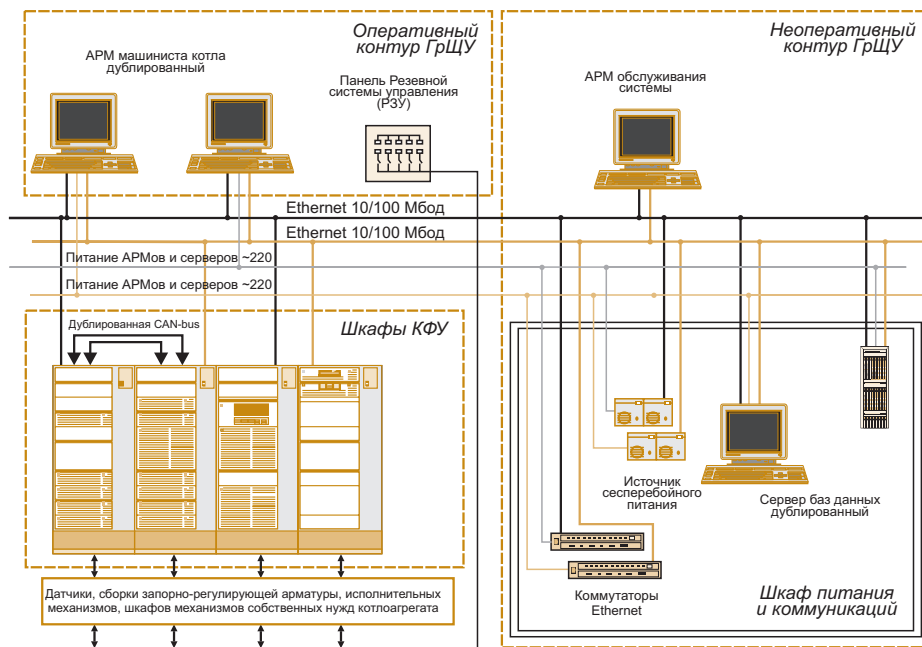 Оперативный
контур ГрЩУ
АРМ машиниста котла
дублированный
Панель Резевной
системы управления
(РЗУ)
Неоперативный
контур ГрЩУ
АРМ обслуживания
системы
Ethernet 10/100 Мбод
Ethernet 10/100 Мбод
Питание АРМов и серверов ~220
Питание АРМов и серверов ~220
Дублированная CAN-bus
Шкафы КФУ
Источник
сесперебойного
питания
Сервер баз данных
дублированный
Коммутаторы
Ethernet
Шкаф питания
и коммуникаций
Датчики, сборки запорно-регулирующей арматуры, исполнительных
механизмов, шкафов механизмов собственных нужд котлоагрегата